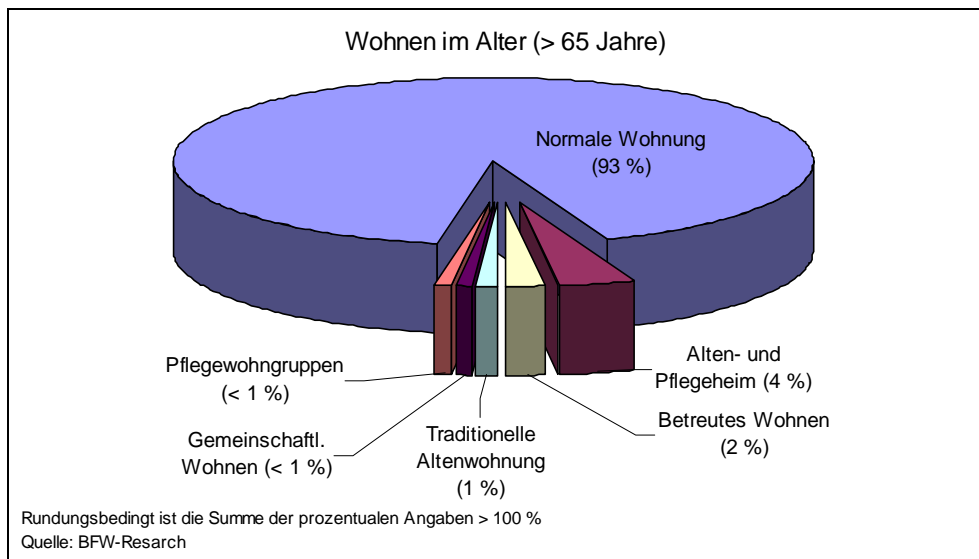 Wohnen im Alter (> 65 Jahre)
Normale Wohnung
(93 %)
Alten- und
Pflegeheim (4 %)
Betreutes Wohnen
(2 %)
Traditionelle
Altenwohnung
(1 %)
Gemeinschaftl.
Wohnen (< 1 %)
Pflegewohngruppen
(< 1 %)
Rundungsbedingt ist die Summe der prozentualen Angaben > 100 %
Quelle: BFW-Resarch